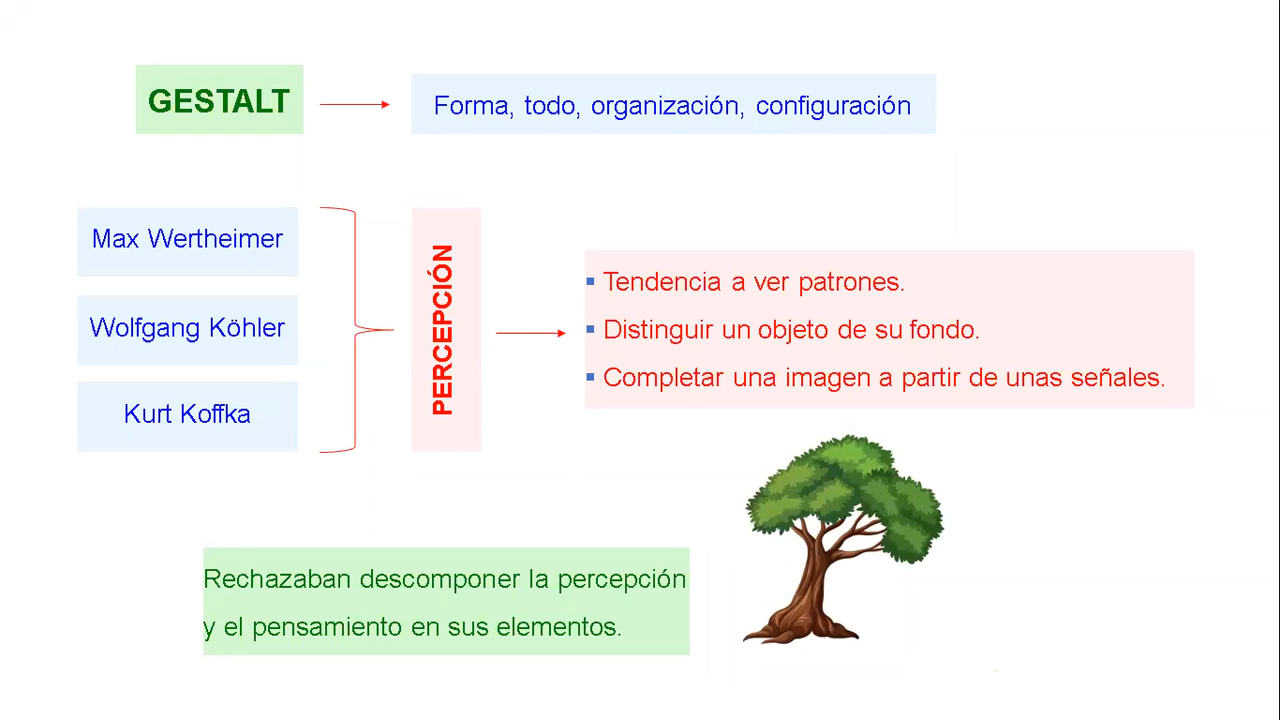 GESTALT
Forma, todo, organización, configuración
Max Wertheimer
Wolfgang Köhler
Kurt Koffka
PERCEPCIÓN
Tendencia a ver patrones.
Distinguir un objeto de su fondo.
Completar una imagen a partir de unas señales.
Rechazaban descomponer la percepción
y el pensamiento en sus elementos.